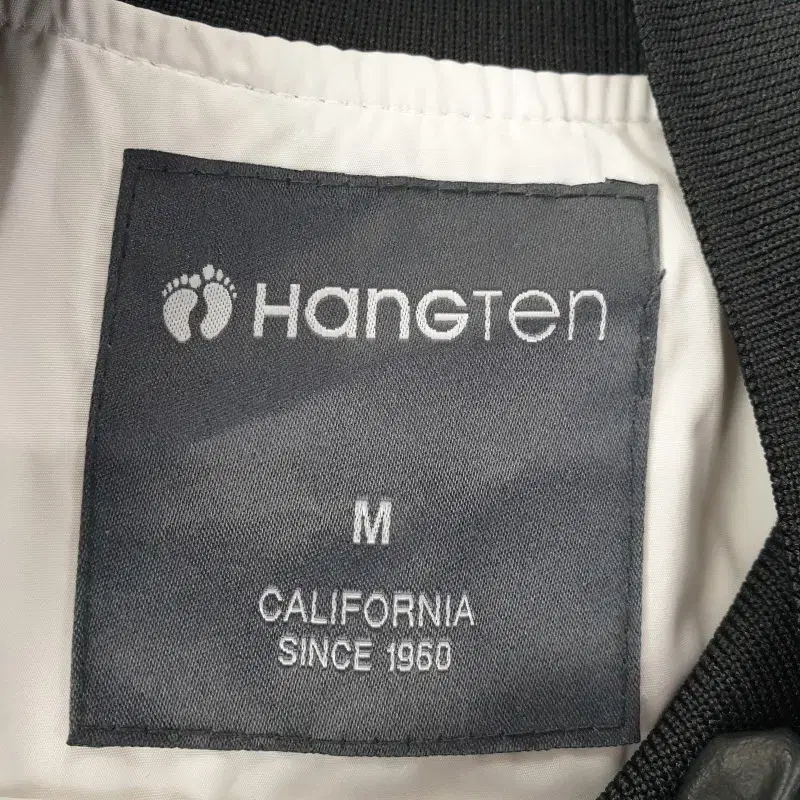 HANGTEN
M
CALIFORNIA
SINCE 1960